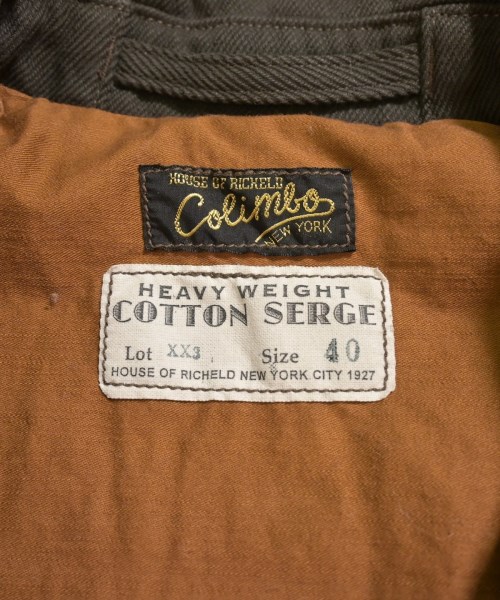 HOUSE OF RICHELD
Colimbo
NEW YORK
HEAVY WEIGHT
COTTON SERGE
Lot XX3 Size 40
HOUSE OF RICHELD NEW YORK CITY 1927